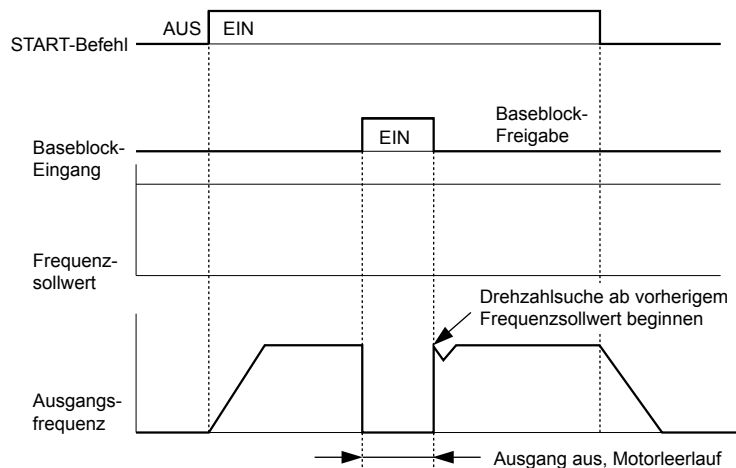 AUS EIN
START-Befehl
Baseblock-
Freigabe
EIN
Baseblock-
Eingang
Frequenz-
sollwert
Drehzahlsuche ab vorherigem
Frequenzsollwert beginnen
Ausgangs-
frequenz
Ausgang aus, Motorleerlauf